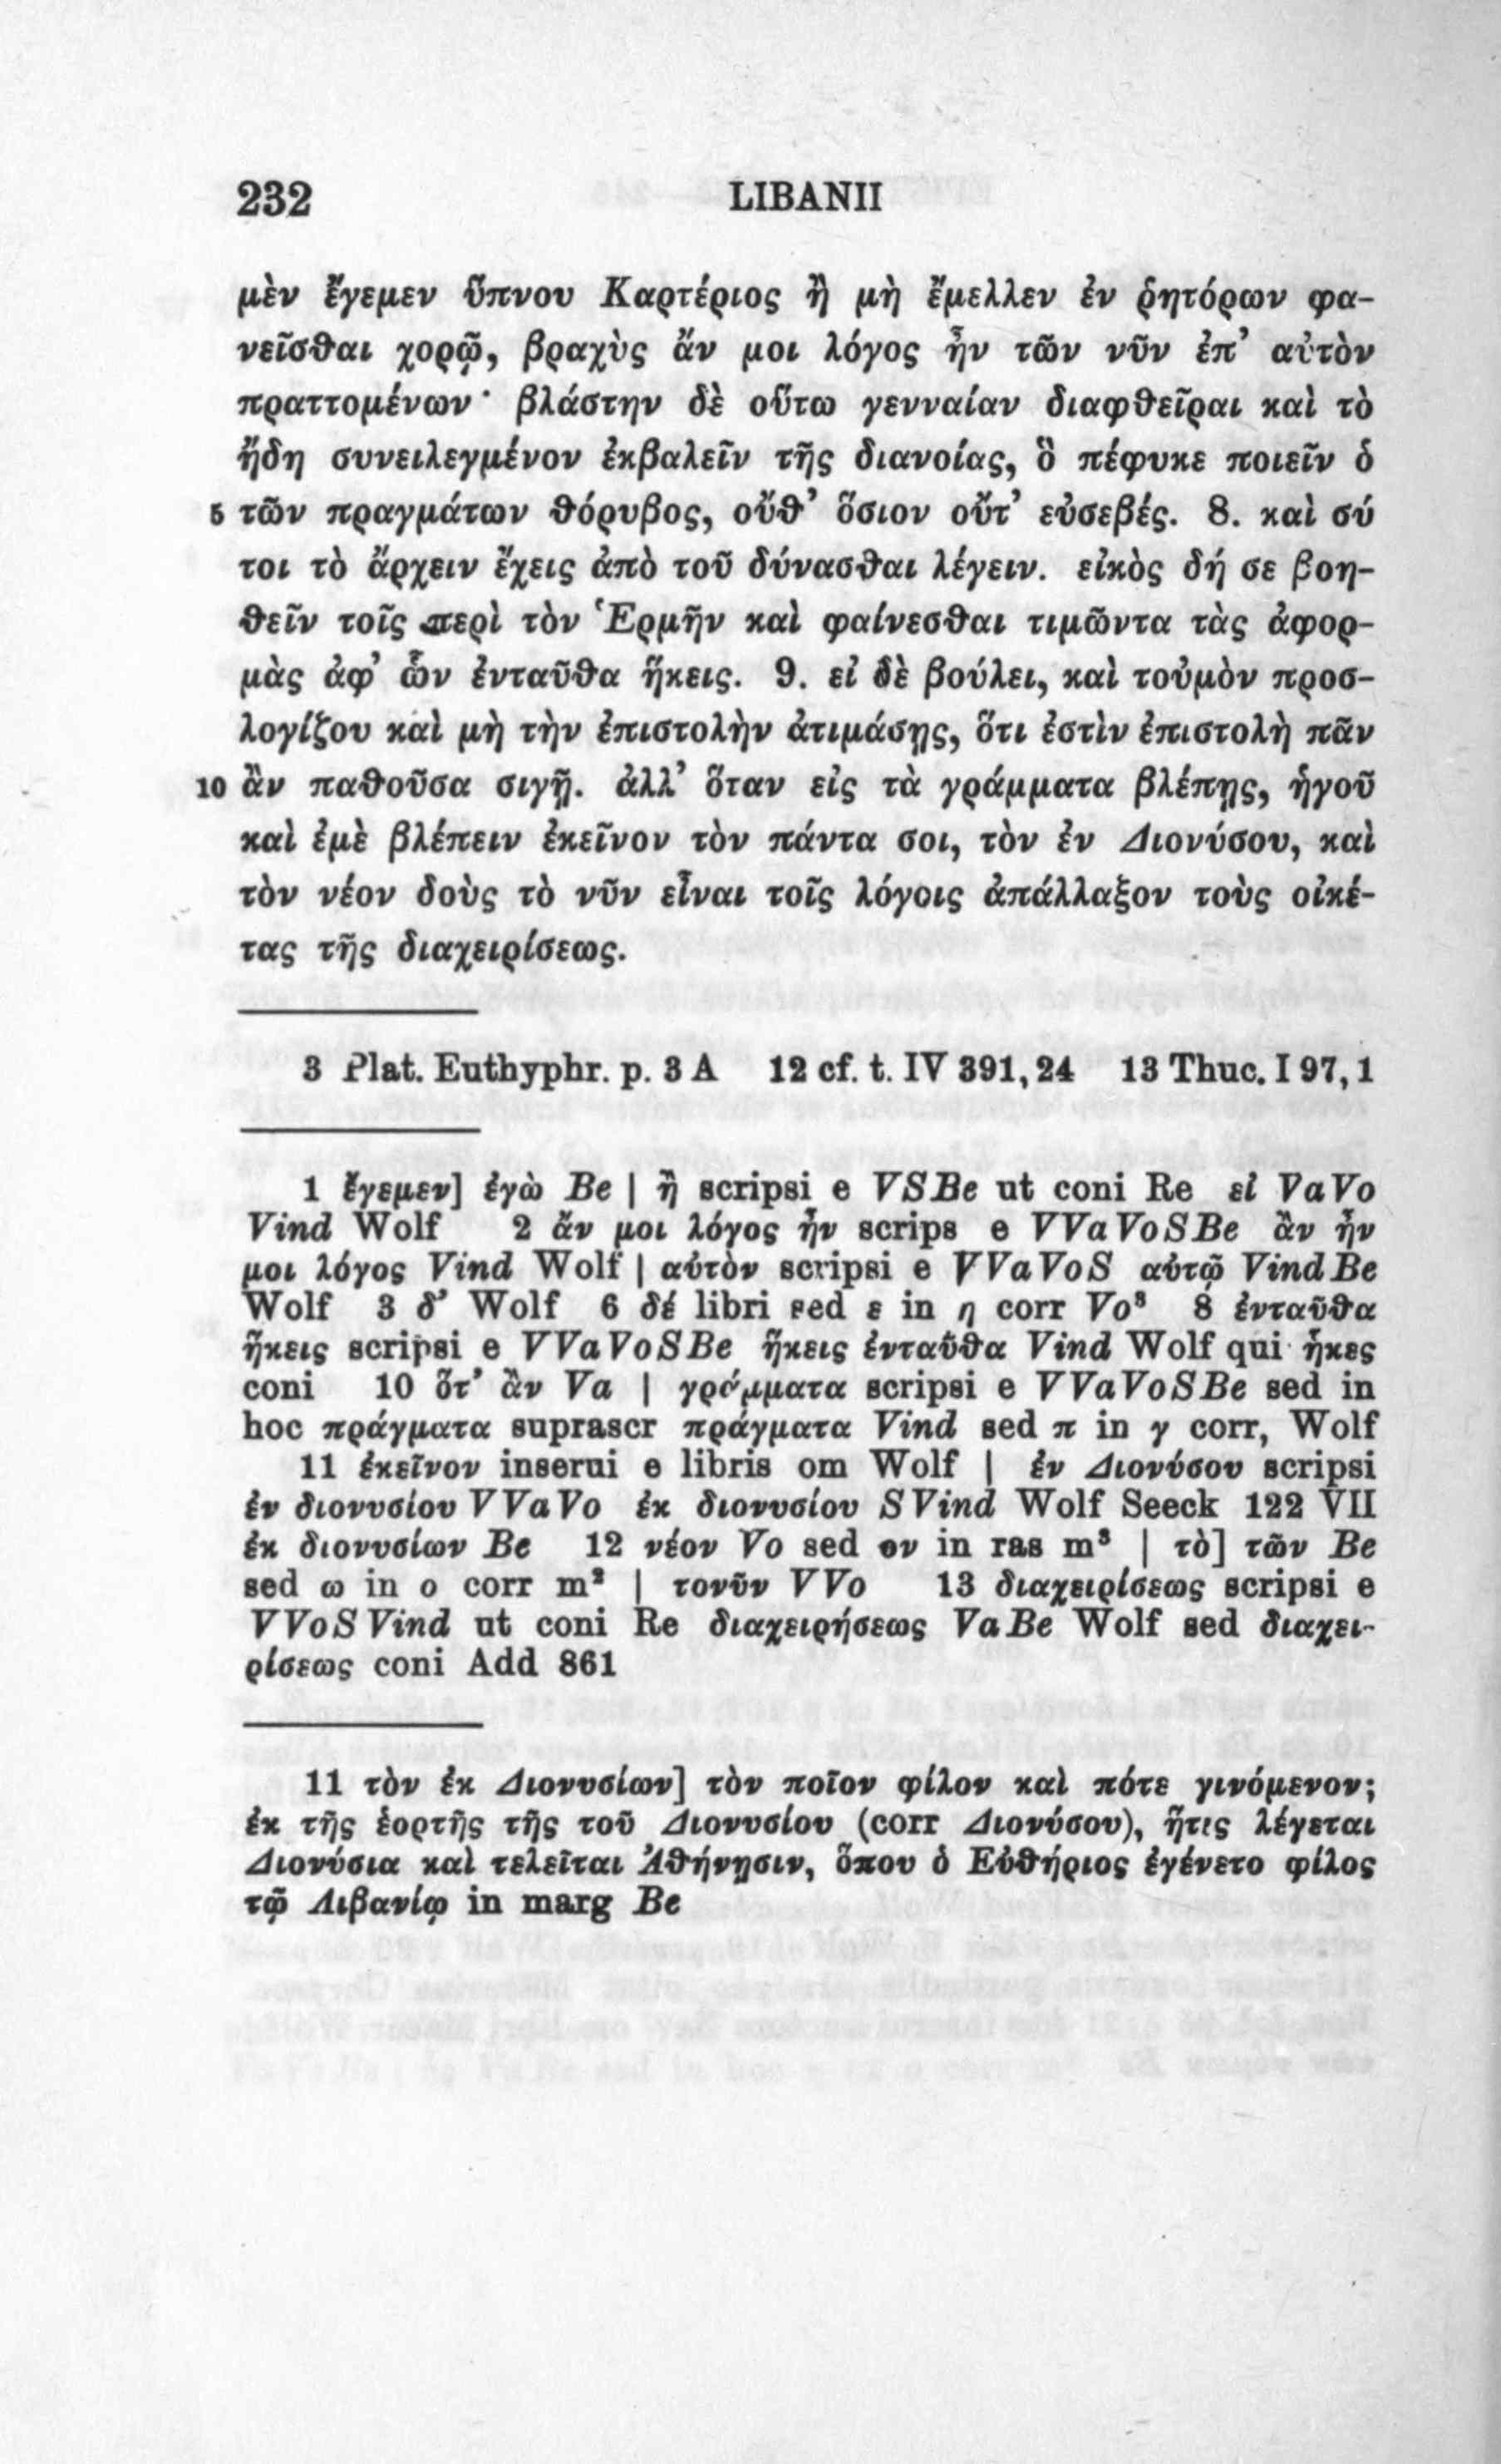 232 LIBANII
μὲν ἔγεμεν ὕπνου Καρτέριος ἢ μὴ ἔμελλεν ἐν ῥητόρων φα-
νεῖσθαι χορῷ, βραχὺς ἄν μοι λόγος ἦν τῶν νῦν ἐπ’ αὐτὸν
πραττομένων· βλάστην δὲ οὕτω γενναίαν διαφθεῖραι καὶ τὸ
ἤδη συνειλεγμένον ἐκβαλεῖν τῆς διανοίας, ὃ πέφυκε ποιεῖν ὁ
5 τῶν πραγμάτων θόρυβος, οὔθ’ ὅσιον οὔτ’ εὐσεβές. 8. καὶ σύ
τοι τὸ ἄρχειν ἔχεις ἀπὸ τοῦ δύνασθαι λέγειν. εἰκὸς δή σε βοη-
θεῖν τοῖς περὶ τὸν Ἑρμῆν καὶ φαίνεσθαι τιμῶντα τὰς ἀφορ-
μὰς ἀφ’ ὧν ἐνταῦθα ἥκεις. 9. εἰ δὲ βούλει, καὶ τοὐμὸν προσ-
λογίζου καὶ μὴ τὴν ἐπιστολὴν ἀτιμάσῃς, ὅτι ἐστὶν ἐπιστολὴ πᾶν
10 ἂν παθοῦσα σιγῇ. ἀλλ’ ὅταν εἰς τὰ γράμματα βλέπῃς, ἡγοῦ
καὶ ἐμὲ βλέπειν ἐκεῖνον τὸν πάντα σοι, τὸν ἐν Διονύσου, καὶ
τὸν νέον δοὺς τὸ νῦν εἶναι τοῖς λόγοις ἀπάλλαξον τοὺς οἰκέ-
τας τῆς διαχειρίσεως.
3 Plat. Euthyphr. p. 3 A 12 cf. t. IV 391, 24 13 Thuc. I 97, 1
1 ἔγεμεν] ἐγὼ Be | ἢ scripsi e VSBe ut coni Re εἰ VaVo
Vind Wolf 2 ἄν μοι λόγος ἦν scrips e VVaVoSBe ἂν ἦν
μοι λόγος Vind Wolf | αὐτὸν scripsi e VVaVoS αὐτῷ VindBe
Wolf 3 δ’ Wolf 6 δέ libri sed ε in η corr Vo³ 8 ἐνταῦθα
ἥκεις scripsi e VVaVoSBe ἥκεις ἐνταῦθα Vind Wolf qui ἧκες
coni 10 ὅτ’ ἂν Va | γράμματα scripsi e VVaVoSBe sed in
hoc πράγματα suprascr πράγματα Vind sed π in γ corr, Wolf
11 ἐκεῖνον inserui e libris om Wolf | ἐν Διονύσου scripsi
ἐν διονυσίου VVaVo ἐκ διονυσίου SVind Wolf Seeck 122 VII
ἐκ διονυσίων Be 12 νέον Vo sed ον in ras m³ | τὸ] τῶν Be
sed ω in ο corr m² | τονῦν VVo 13 διαχειρίσεως scripsi e
VVoSVind ut coni Re διαχειρήσεως VaBe Wolf sed διαχει-
ρίσεως coni Add 861
11 τὸν ἐκ Διονυσίων] τὸν ποῖον φίλον καὶ πότε γινόμενον;
ἐκ τῆς ἑορτῆς τῆς τοῦ Διονυσίου (corr Διονύσου), ἥτις λέγεται
Διονύσια καὶ τελεῖται Ἀθήνησιν, ὅπου ὁ Εὐθήριος ἐγένετο φίλος
τῷ Λιβανίῳ in marg Be